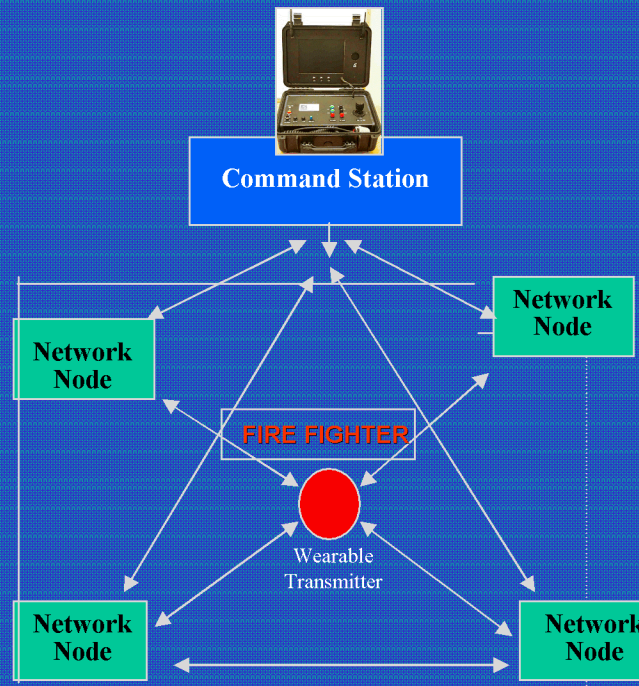 Command Station
Network
Node
Network
Node
FIRE FIGHTER
Wearable
Transmitter
Network
Node
Network
Node